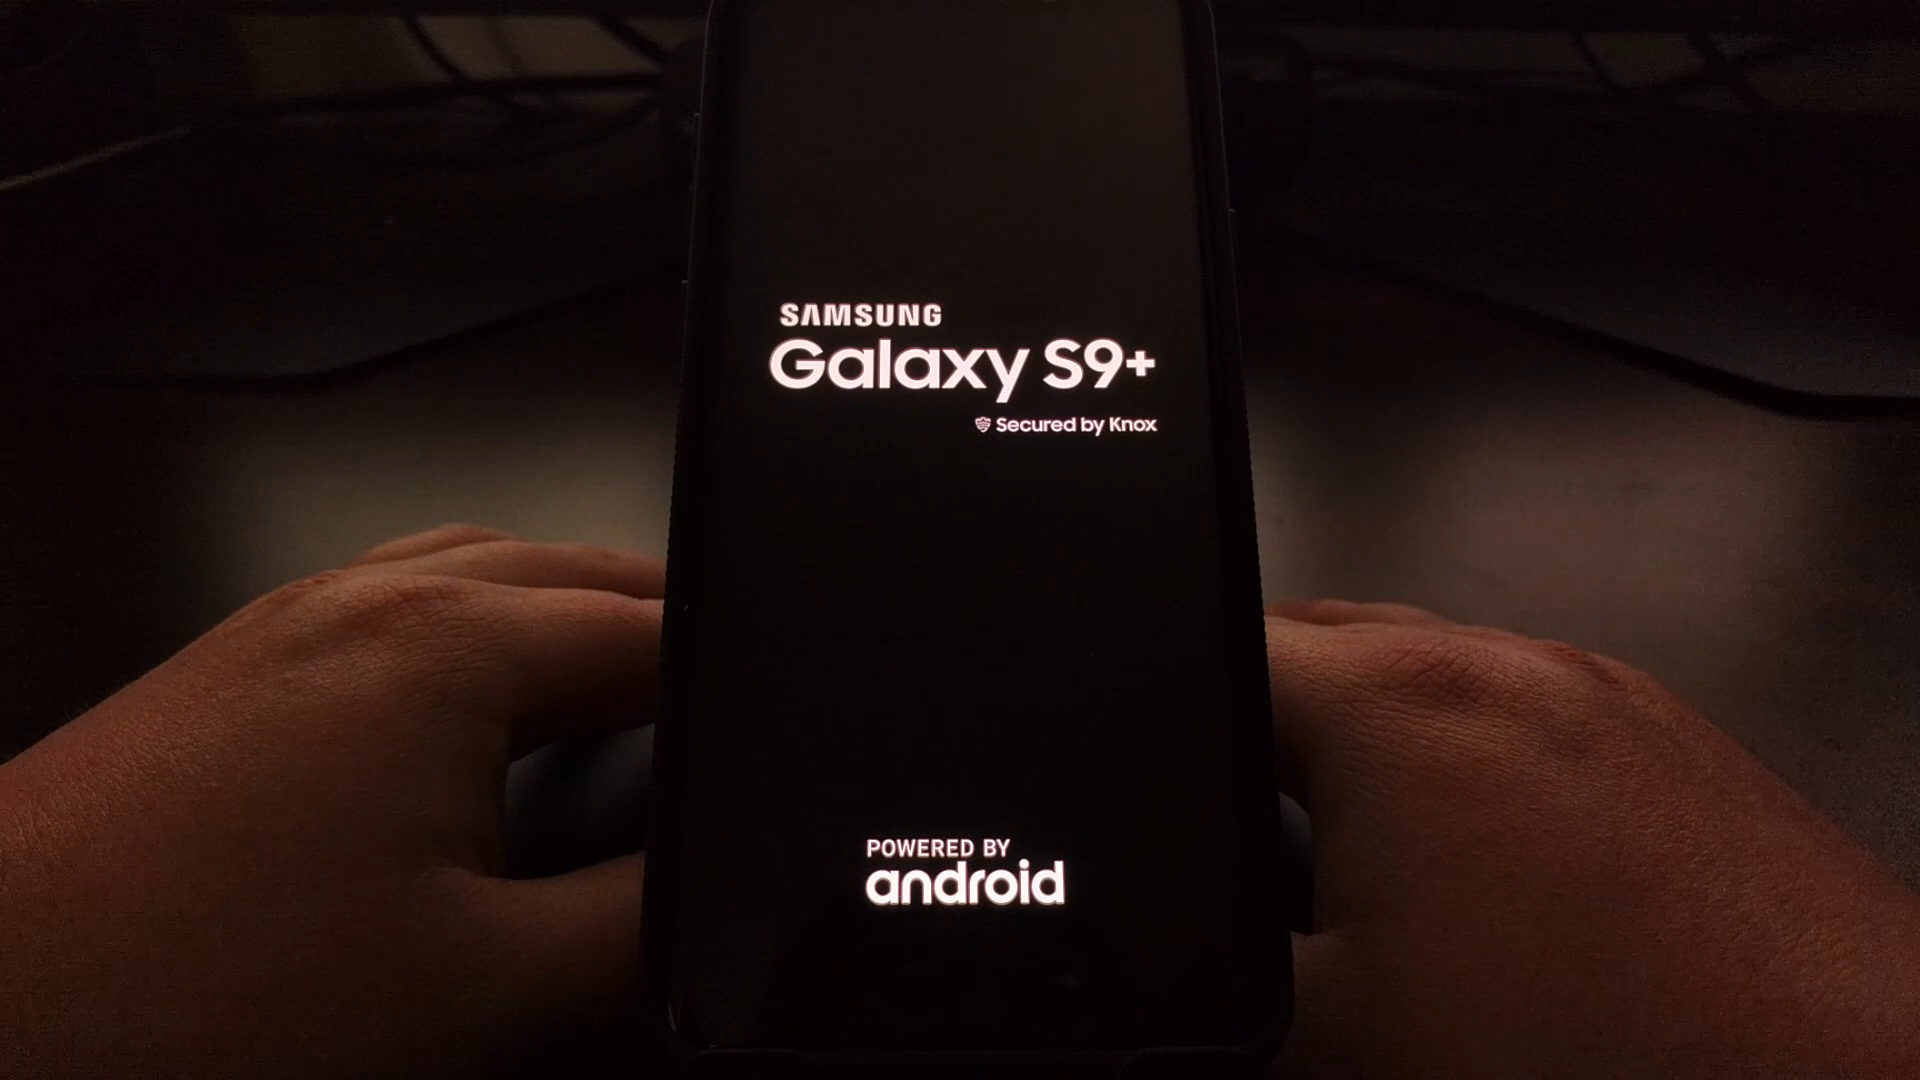 SAMSUNG
Galaxy S9+
Secured by Knox
POWERED BY
android